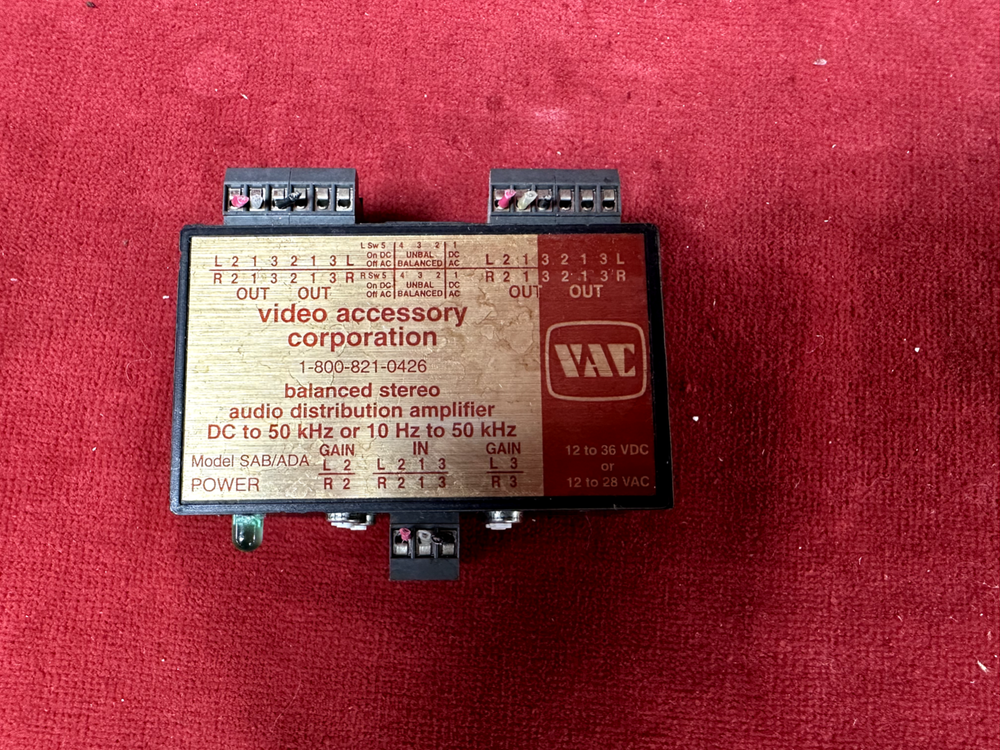 L Sw 5 4 3 2 1
On DC UNBAL DC
Off AC BALANCED AC
L 2 1 3 2 1 3 L
R 2 1 3 2 1 3 R
R Sw 5 4 3 2 1
On DC UNBAL DC
Off AC BALANCED AC
OUT OUT
L 2 1 3 2 1 3 L
R 2 1 3 2 1 3 R
OUT OUT
video accessory
corporation
1-800-821-0426
balanced stereo
audio distribution amplifier
DC to 50 kHz or 10 Hz to 50 kHz
VAC
Model SAB/ADA
POWER
GAIN
L 2
R 2
IN
L 2 1 3
R 2 1 3
GAIN
L 3
R 3
12 to 36 VDC
or
12 to 28 VAC